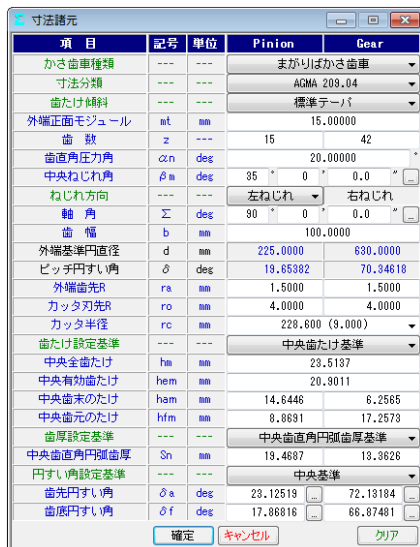 Σ 寸法諸元
項 目 記号 単位 Pinion Gear
かさ歯車種類 --- --- まがりばかさ歯車
寸法分類 --- --- AGMA 209.04
歯たけ傾斜 --- --- 標準テーパ
外端正面モジュール mt mm 15.00000
歯 数 z --- 15 42
歯直角圧力角 αn deg 20.00000 °
中央ねじれ角 βm deg 35 ° 0 ' 0.0 " ...
ねじれ方向 --- --- 左ねじれ 右ねじれ
軸 角 Σ deg 90 ° 0 ' 0.0 " ...
歯 幅 b mm 100.0000
外端基準円直径 d mm 225.0000 630.0000
ピッチ円すい角 δ deg 19.65382 70.34618
外端歯先R ra mm 1.5000 1.5000
カッタ刃先R ro mm 4.0000 4.0000
カッタ半径 rc mm 228.600 (9.000)
歯たけ設定基準 --- --- 中央歯たけ基準
中央全歯たけ hm mm 23.5137
中央有効歯たけ hem mm 20.9011
中央歯末のたけ ham mm 14.6446 6.2565
中央歯元のたけ hfm mm 8.8691 17.2573
歯厚設定基準 --- --- 中央歯直角円弧歯厚基準
中央歯直角円弧歯厚 Sn mm 19.4687 13.3626
円すい角設定基準 --- --- 中央基準
歯先円すい角 δa deg 23.12519 ... 72.13184 ...
歯底円すい角 δf deg 17.86816 ... 66.87481 ...
確定 キャンセル クリア